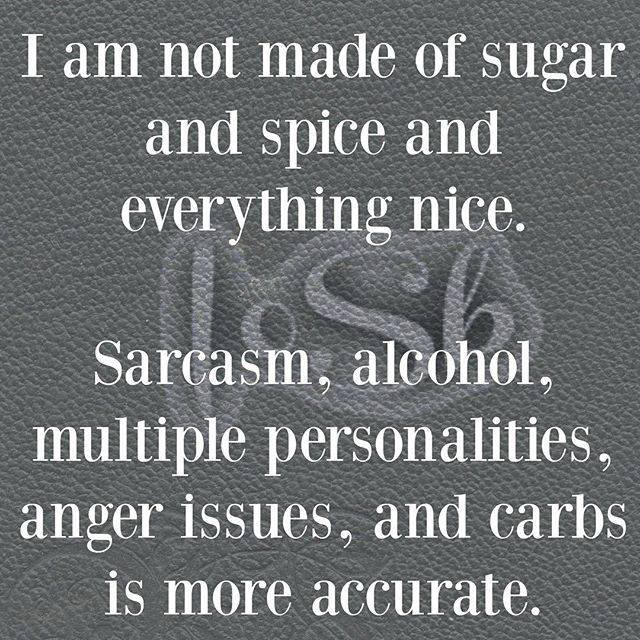 I am not made of sugar
and spice and
everything nice.
Sarcasm, alcohol,
multiple personalities,
anger issues, and carbs
is more accurate.